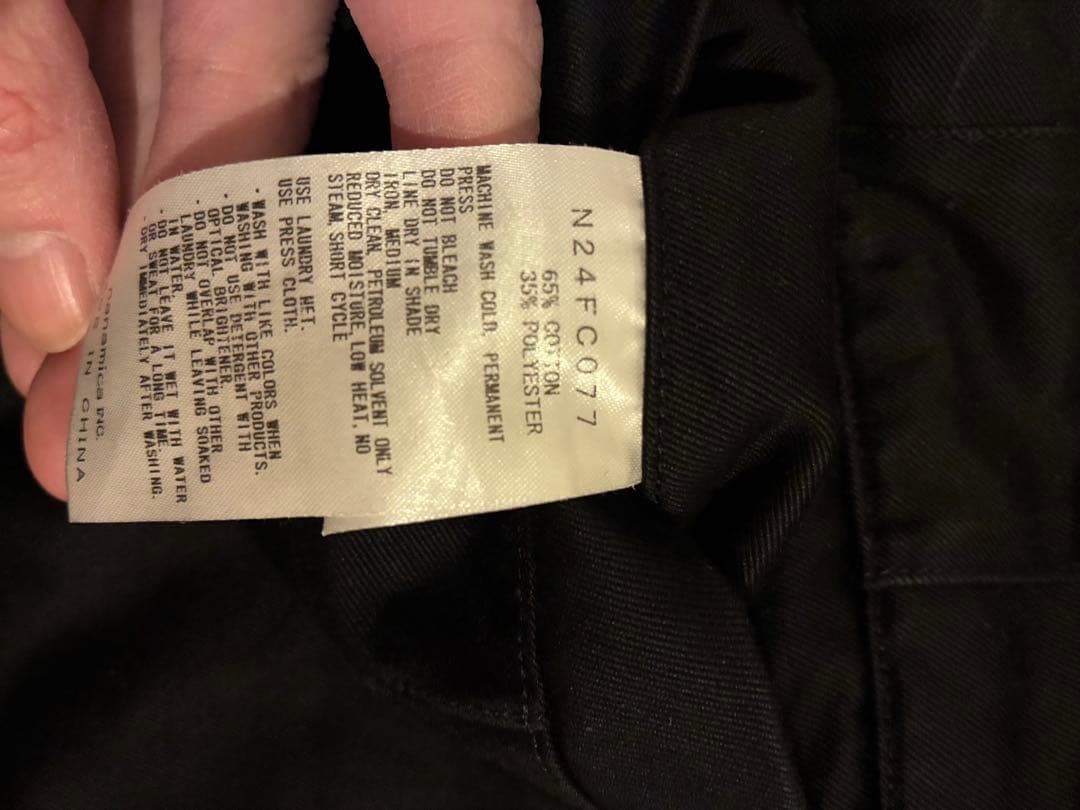 N24FC077
65% COTTON
35% POLYESTER
MACHINE WASH COLD, PERMANENT
PRESS
DO NOT BLEACH
DO NOT TUMBLE DRY
LINE DRY IN SHADE
IRON, MEDIUM
DRY CLEAN, PETROLEUM SOLVENT ONLY
REDUCED MOISTURE, LOW HEAT, NO
STEAM, SHORT CYCLE
USE LAUNDRY NET.
USE PRESS CLOTH.
・WASH WITH LIKE COLORS WHEN
WASHING WITH OTHER PRODUCTS.
・DO NOT USE DETERGENT WITH
OPTICAL BRIGHTENER.
・DO NOT OVERLAP WITH OTHER
LAUNDRY WHILE LEAVING SOAKED
IN WATER.
・DO NOT LEAVE IT WET WITH WATER
OR SWEAT FOR A LONG TIME.
・DRY IMMEDIATELY AFTER WASHING.
nanamica INC.
IN CHINA